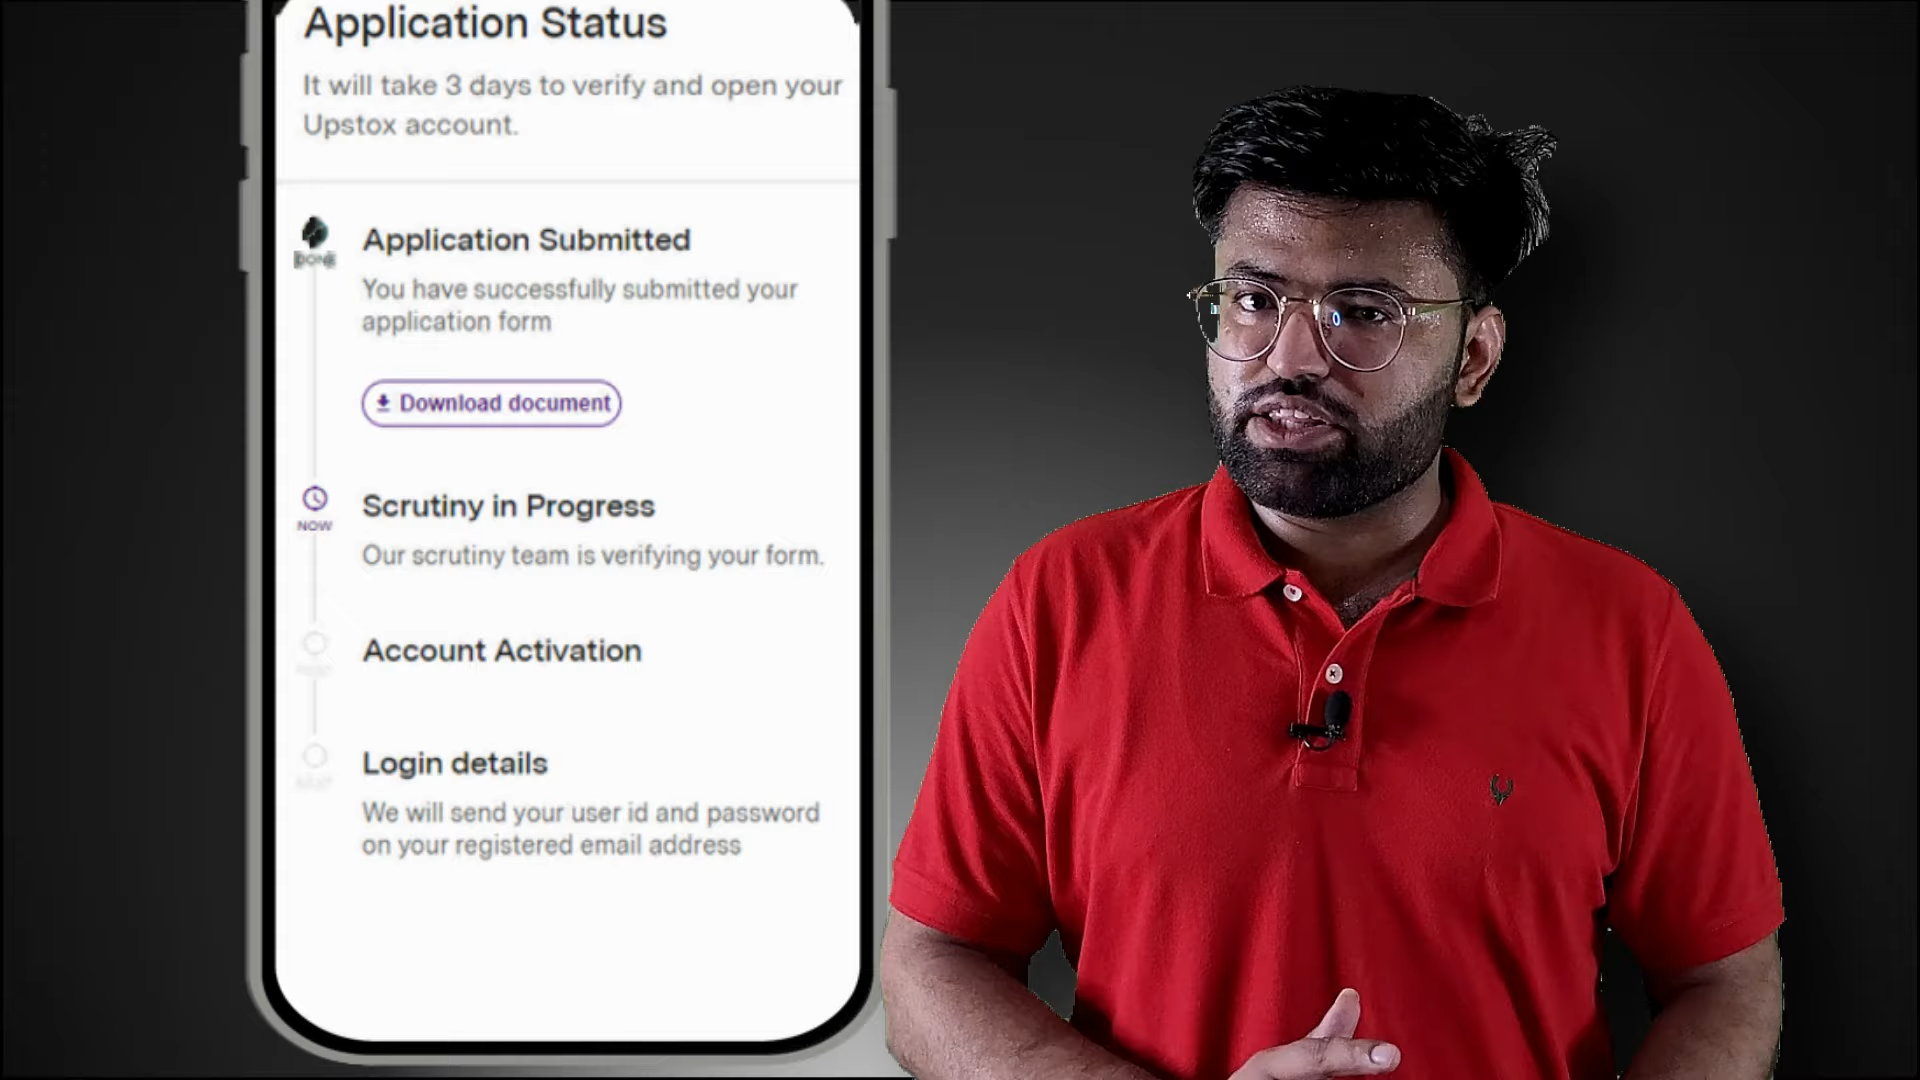 Application Status
It will take 3 days to verify and open your
Upstox account.
Application Submitted
DONE
You have successfully submitted your
application form
Download document
Scrutiny in Progress
NOW
Our scrutiny team is verifying your form.
Account Activation
Login details
We will send your user id and password
on your registered email address